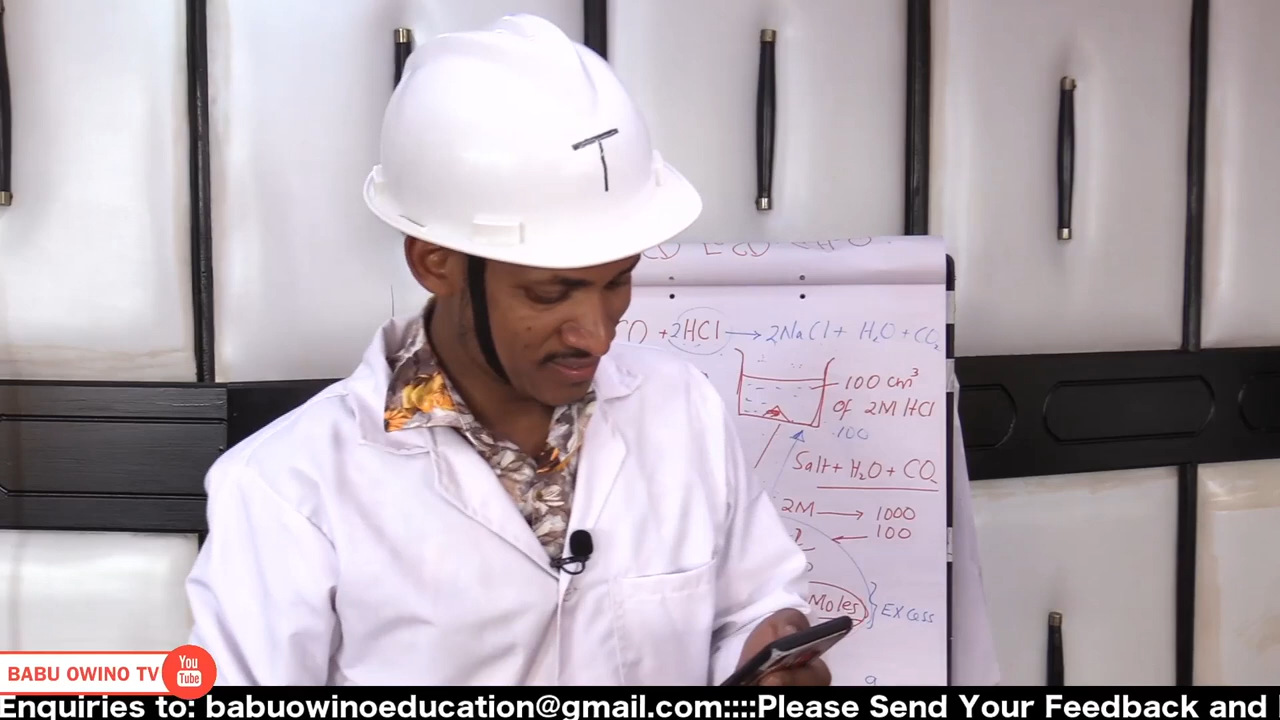 T
+2HCl → 2NaCl + H₂O + CO₂
100 cm³
of 2M HCl
100
Salt + H₂O + CO₂
2M → 1000
← 100
Moles } Excess
BABU OWINO TV You Tube
Enquiries to: babuowinoeducation@gmail.com::::Please Send Your Feedback and